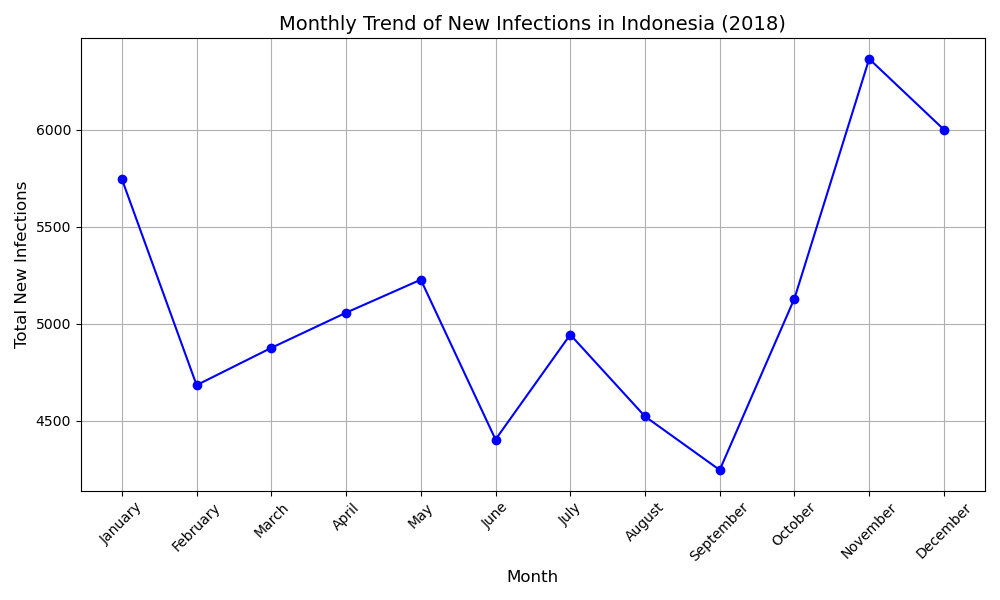 Monthly Trend of New Infections in Indonesia (2018)
Total New Infections
6000
5500
5000
4500
January
February
March
April
May
June
July
August
September
October
November
December
Month